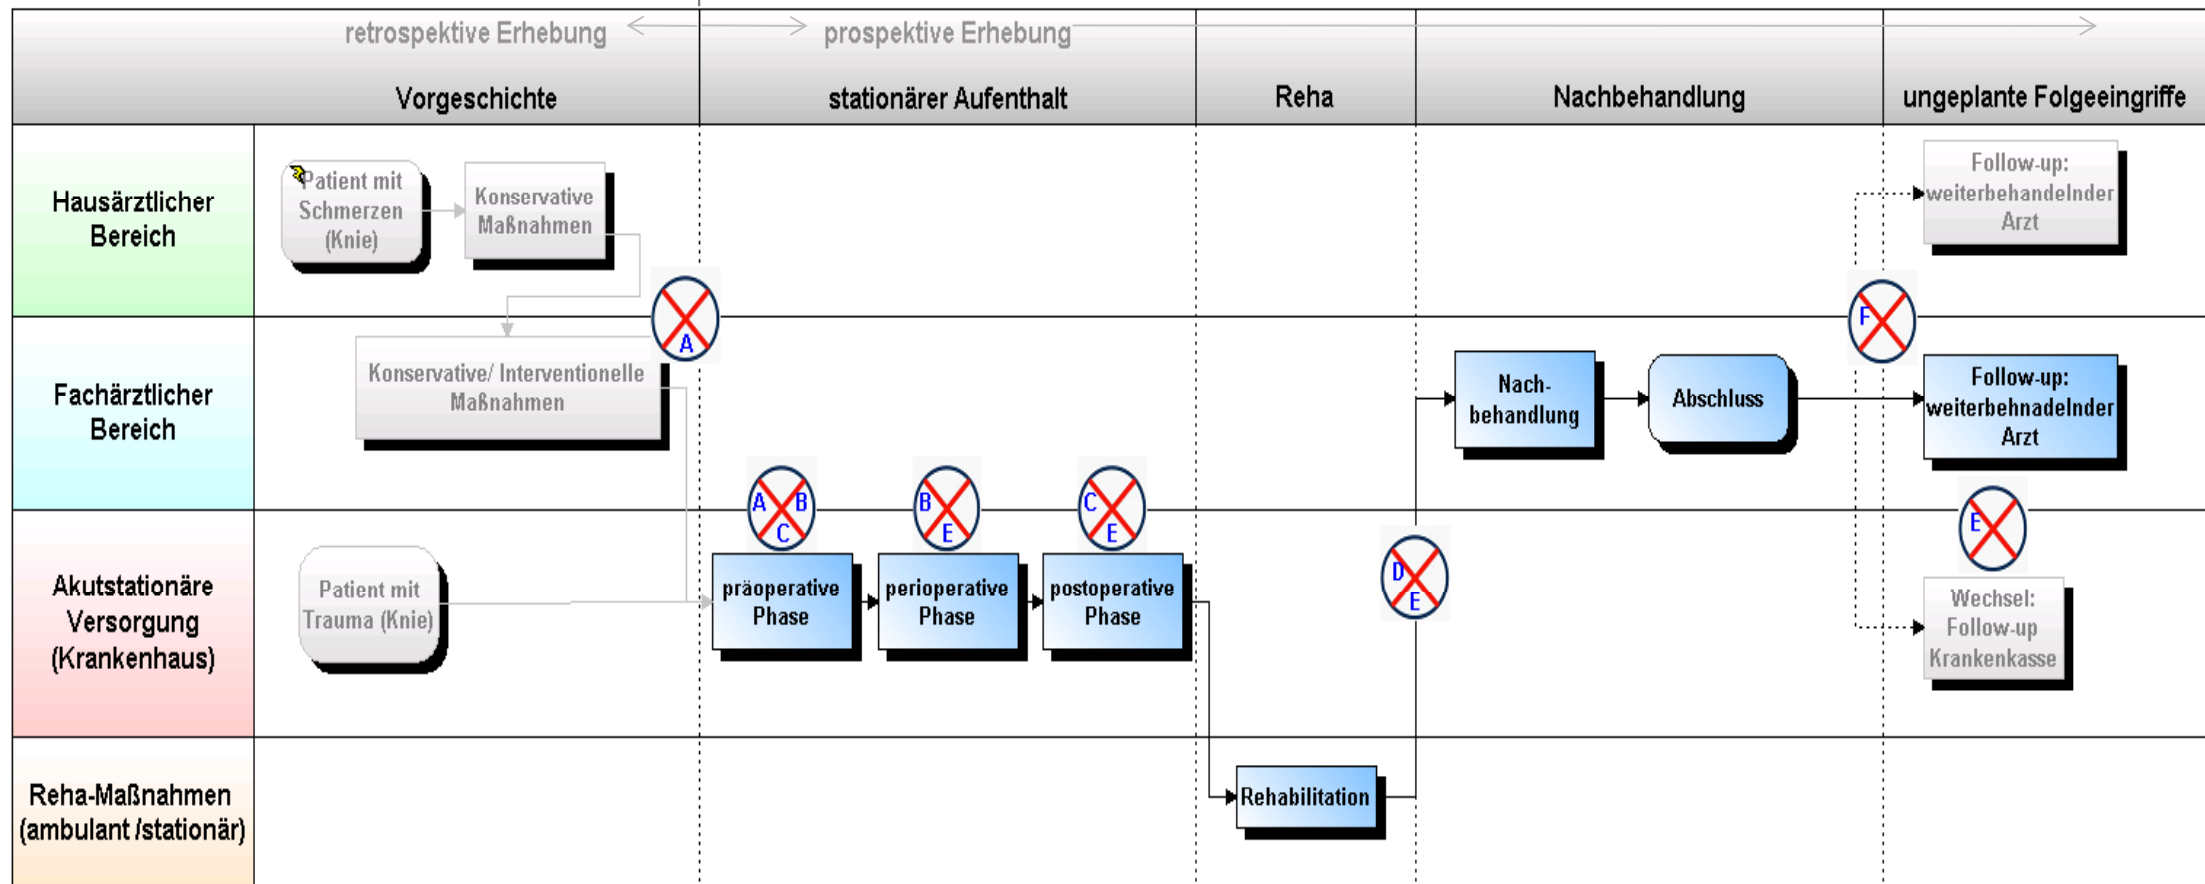 retrospektive Erhebung
prospektive Erhebung
Vorgeschichte
stationärer Aufenthalt
Reha
Nachbehandlung
ungeplante Folgeeingriffe
Hausärztlicher
Bereich
Patient mit
Schmerzen
(Knie)
Konservative
Maßnahmen
Follow-up:
weiterbehandelnder
Arzt
A
F
Fachärztlicher
Bereich
Konservative/ Interventionelle
Maßnahmen
Nach-
behandlung
Abschluss
Follow-up:
weiterbehnadelnder
Arzt
A B
C
B
E
C
E
E
Akutstationäre
Versorgung
(Krankenhaus)
Patient mit
Trauma (Knie)
präoperative
Phase
perioperative
Phase
postoperative
Phase
D
E
Wechsel:
Follow-up
Krankenkasse
Reha-Maßnahmen
(ambulant /stationär)
Rehabilitation